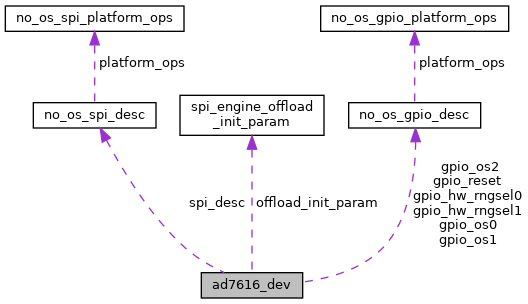 no_os_spi_platform_ops
no_os_gpio_platform_ops
platform_ops
platform_ops
no_os_spi_desc
spi_engine_offload
_init_param
no_os_gpio_desc
spi_desc
offload_init_param
gpio_os2
gpio_reset
gpio_hw_rngsel0
gpio_hw_rngsel1
gpio_os0
gpio_os1
ad7616_dev